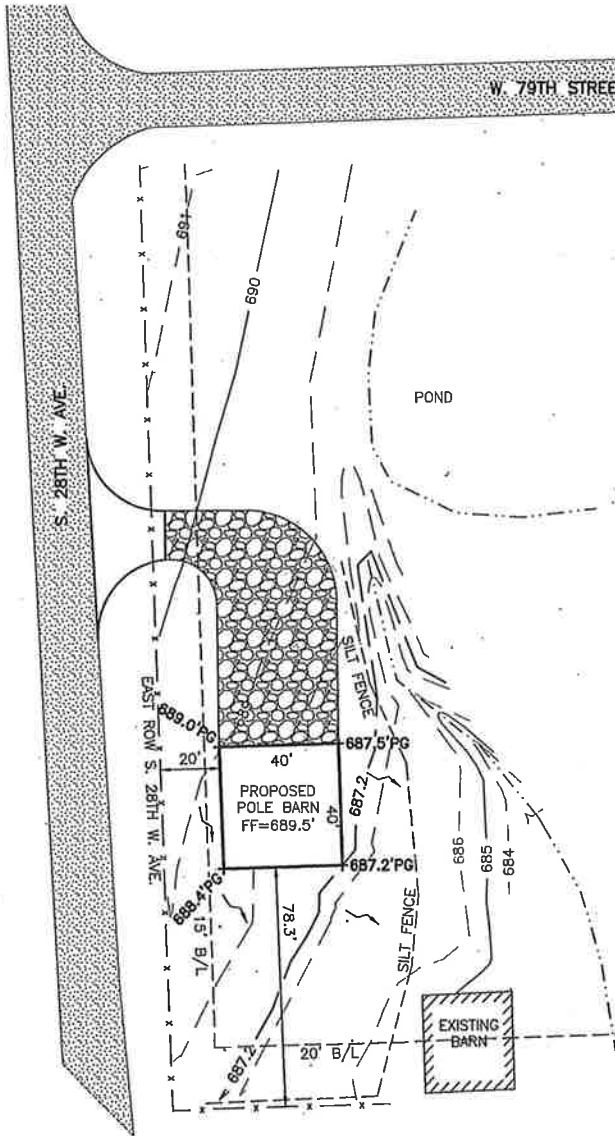 W. 79TH STREE
691
690
POND
S. 28TH W. AVE.
SILT FENCE
689.0'PG
687.5'PG
20'
40'
687.2
PROPOSED
POLE BARN
FF=689.5'
40'
EAST ROW S. 28TH W. AVE.
688.4'PG
687.2'PG
686
685
684
15' B/L
78.3'
SILT FENCE
EXISTING
BARN
687.2
20' B/L